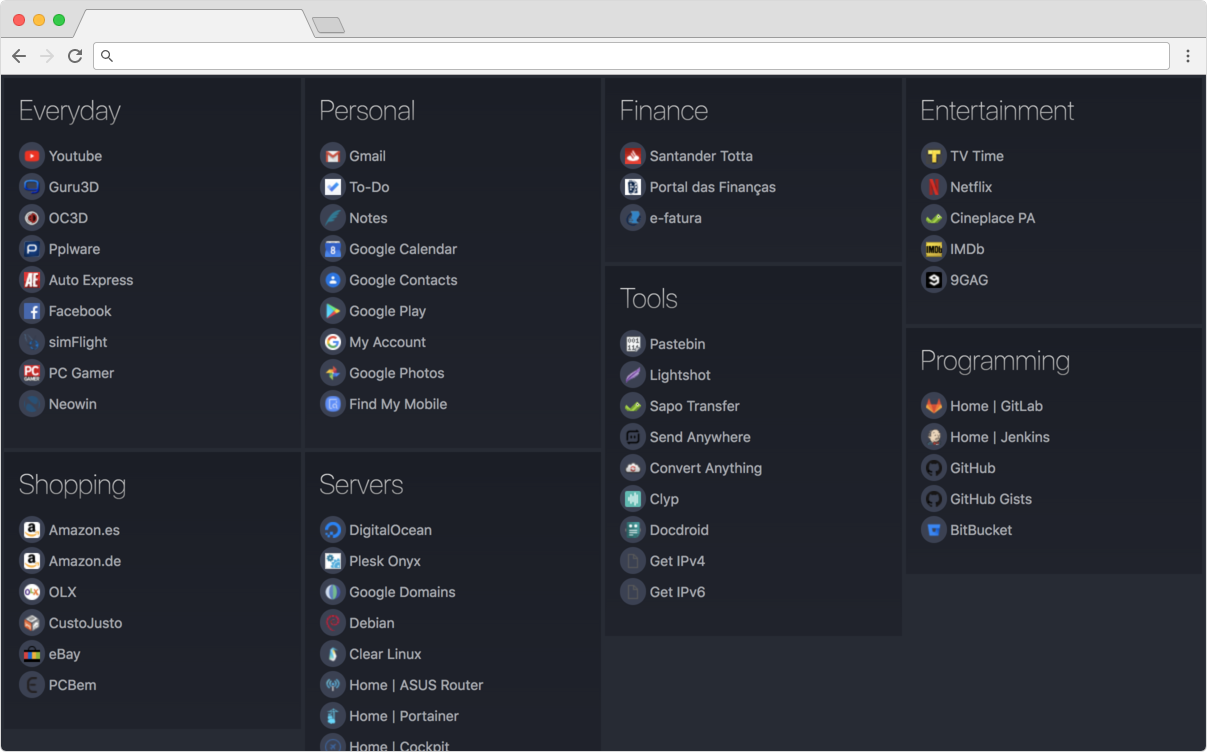 Everyday
Youtube
Guru3D
OC3D
Pplware
Auto Express
Facebook
simFlight
PC Gamer
Neowin
Shopping
Amazon.es
Amazon.de
OLX
CustoJusto
eBay
PCBem
Personal
Gmail
To-Do
Notes
Google Calendar
Google Contacts
Google Play
My Account
Google Photos
Find My Mobile
Servers
DigitalOcean
Plesk Onyx
Google Domains
Debian
Clear Linux
Home | ASUS Router
Home | Portainer
Home | Cockpit
Finance
Santander Totta
Portal das Finanças
e-fatura
Tools
Pastebin
Lightshot
Sapo Transfer
Send Anywhere
Convert Anything
Clyp
Docdroid
Get IPv4
Get IPv6
Entertainment
TV Time
Netflix
Cineplace PA
IMDb
9GAG
Programming
Home | GitLab
Home | Jenkins
GitHub
GitHub Gists
BitBucket